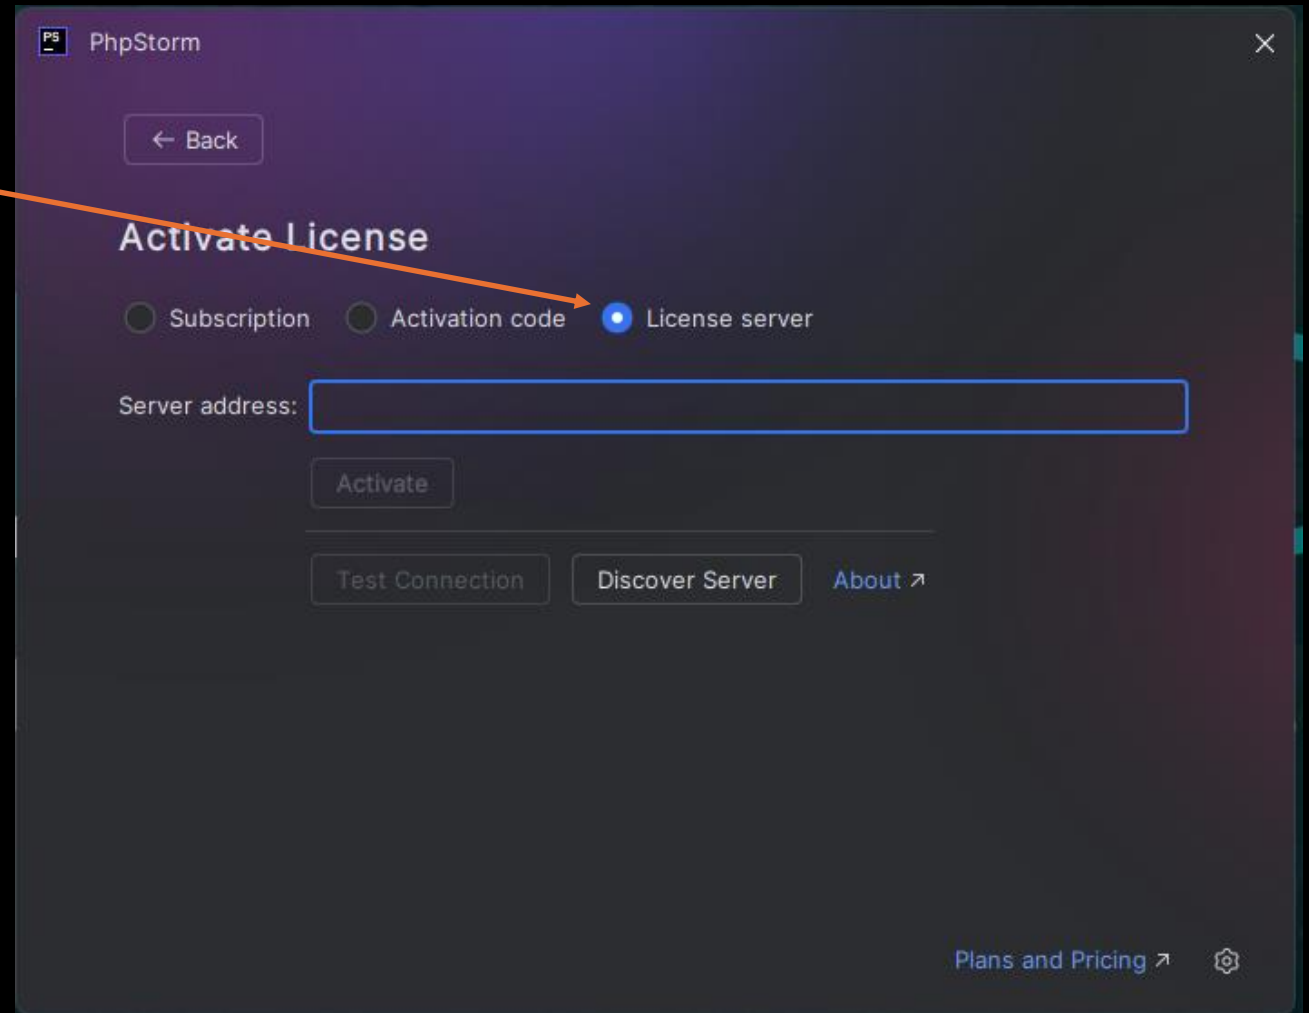 PS PhpStorm
← Back
Activate License
Subscription Activation code License server
Server address:
Activate
Test Connection Discover Server About ↗
Plans and Pricing ↗